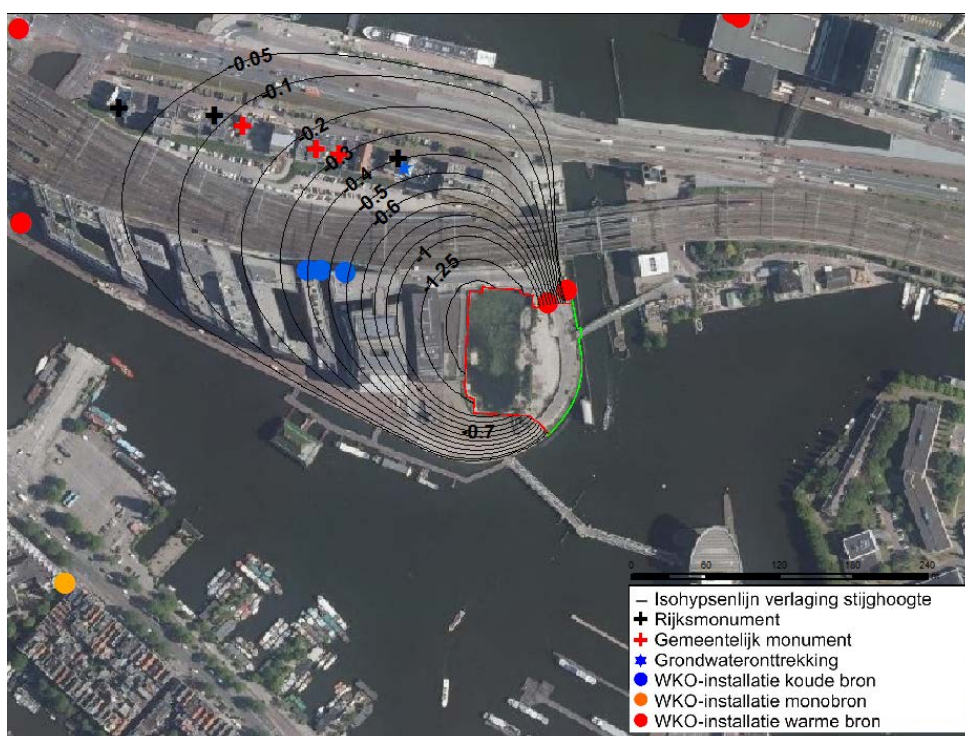 -0.05
-0.1
-0.2
-0.3
-0.4
-0.5
-0.6
-1
-1.25
-0.7
0 60 120 180 240
Isohypsenlijn verlaging stijghoogte
Rijksmonument
Gemeentelijk monument
Grondwateronttrekking
WKO-installatie koude bron
WKO-installatie monobron
WKO-installatie warme bron